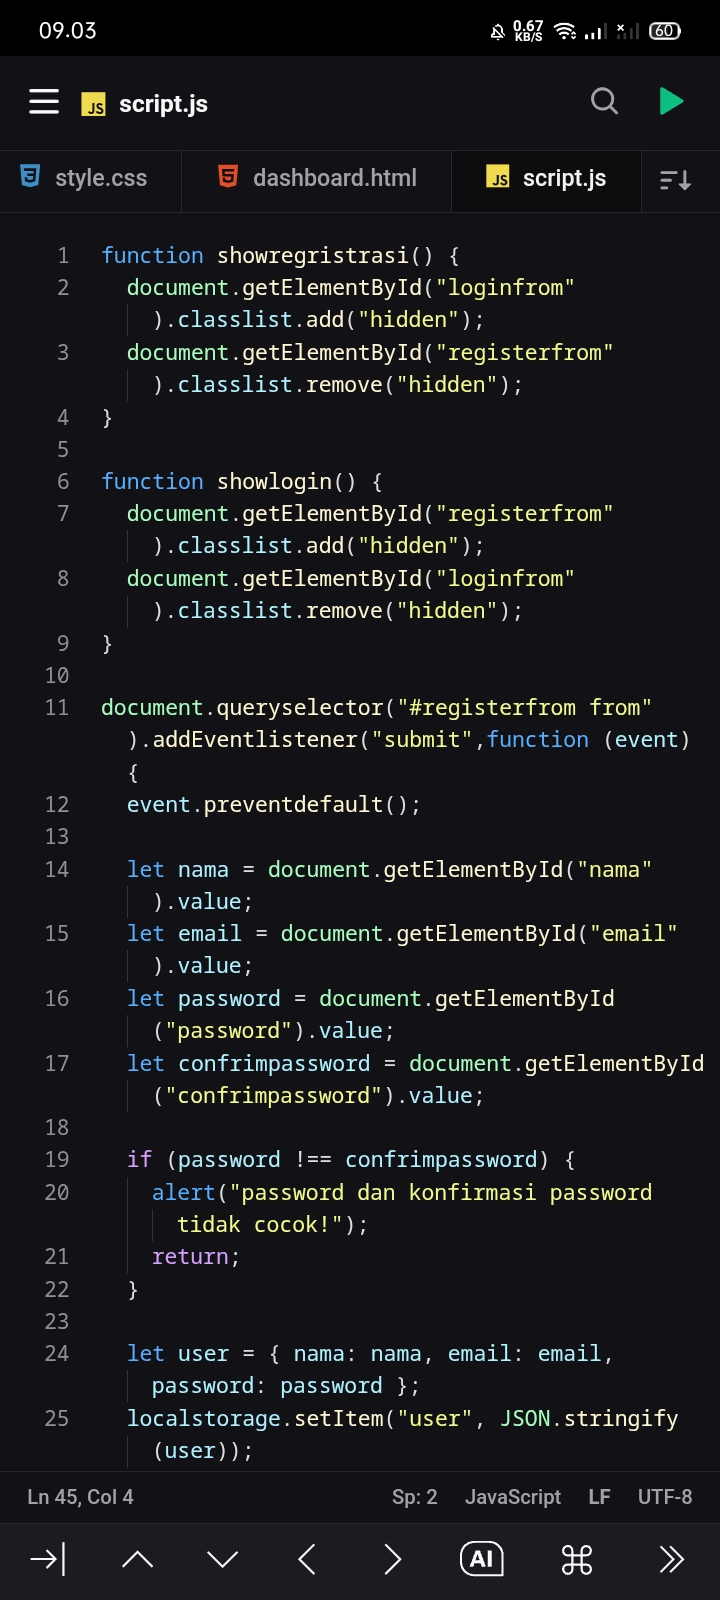 09.03
0.67
KB/S
60
JS script.js
style.css
dashboard.html
JS script.js
1 function showregristrasi() {
2 document.getElementById("loginfrom"
).classlist.add("hidden");
3 document.getElementById("registerfrom"
).classlist.remove("hidden");
4 }
5
6 function showlogin() {
7 document.getElementById("registerfrom"
).classlist.add("hidden");
8 document.getElementById("loginfrom"
).classlist.remove("hidden");
9 }
10
11 document.queryselector("#registerfrom from"
).addEventlistener("submit",function (event)
{
12 event.preventdefault();
13
14 let nama = document.getElementById("nama"
).value;
15 let email = document.getElementById("email"
).value;
16 let password = document.getElementById
("password").value;
17 let confrimpassword = document.getElementById
("confrimpassword").value;
18
19 if (password !== confrimpassword) {
20 alert("password dan konfirmasi password
tidak cocok!");
21 return;
22 }
23
24 let user = { nama: nama, email: email,
password: password };
25 localstorage.setItem("user", JSON.stringify
(user));
Ln 45, Col 4 Sp: 2 JavaScript LF UTF-8
AI